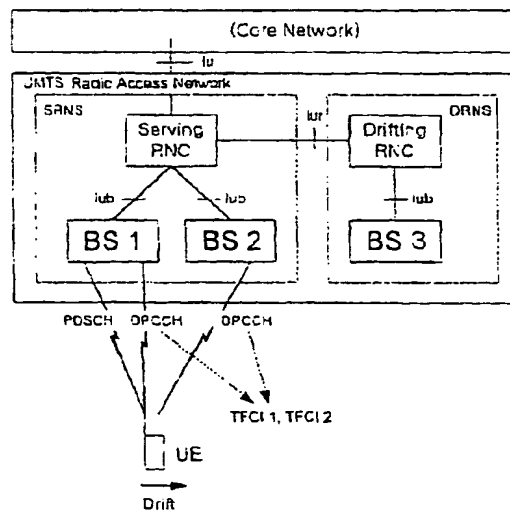 (Core Network)
Iu
UMTS Radio Access Network
SRNS
DRNS
Serving
RNC
Iur
Drifting
RNC
Iub
Iub
Iub
BS 1
BS 2
BS 3
PDSCH
DPCCH
DPCCH
TFCI 1, TFCI 2
UE
Drift